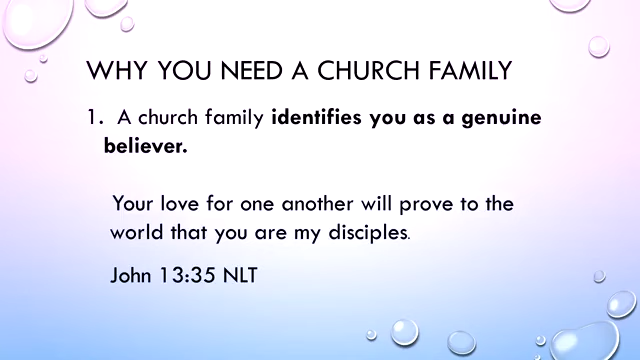 WHY YOU NEED A CHURCH FAMILY
1. A church family identifies you as a genuine
believer.
Your love for one another will prove to the
world that you are my disciples.
John 13:35 NLT